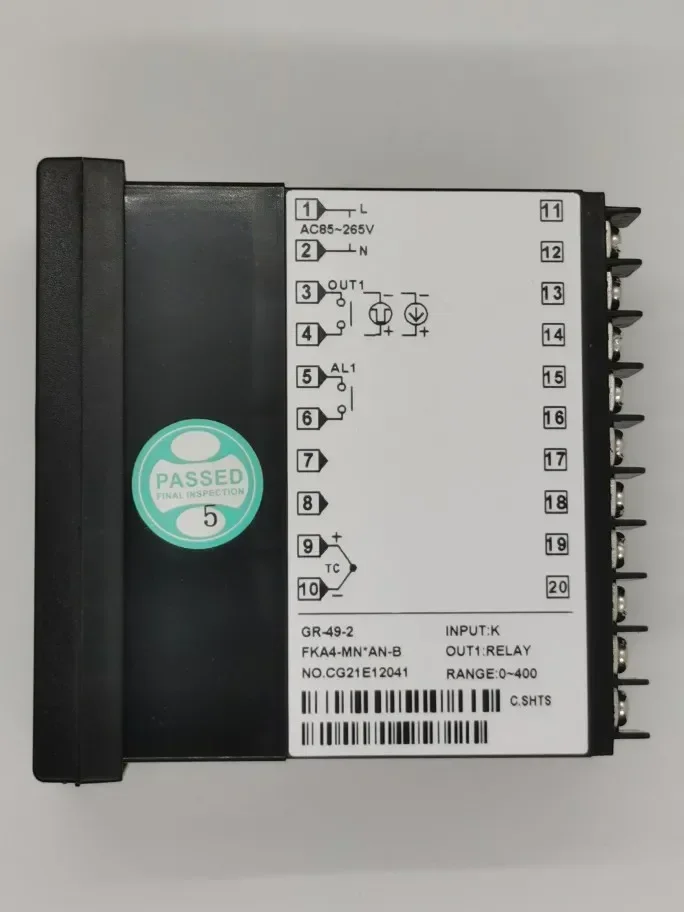 1 L 11
AC85~265V
2 N 12
3 OUT1 - - 13
4 + + 14
5 AL1 15
6 16
7 17
8 18
9 + 19
TC
10 - 20
PASSED
FINAL INSPECTION
5
GR-49-2 INPUT:K
FKA4-MN*AN-B OUT1:RELAY
NO.CG21E12041 RANGE:0~400
C.SHTS